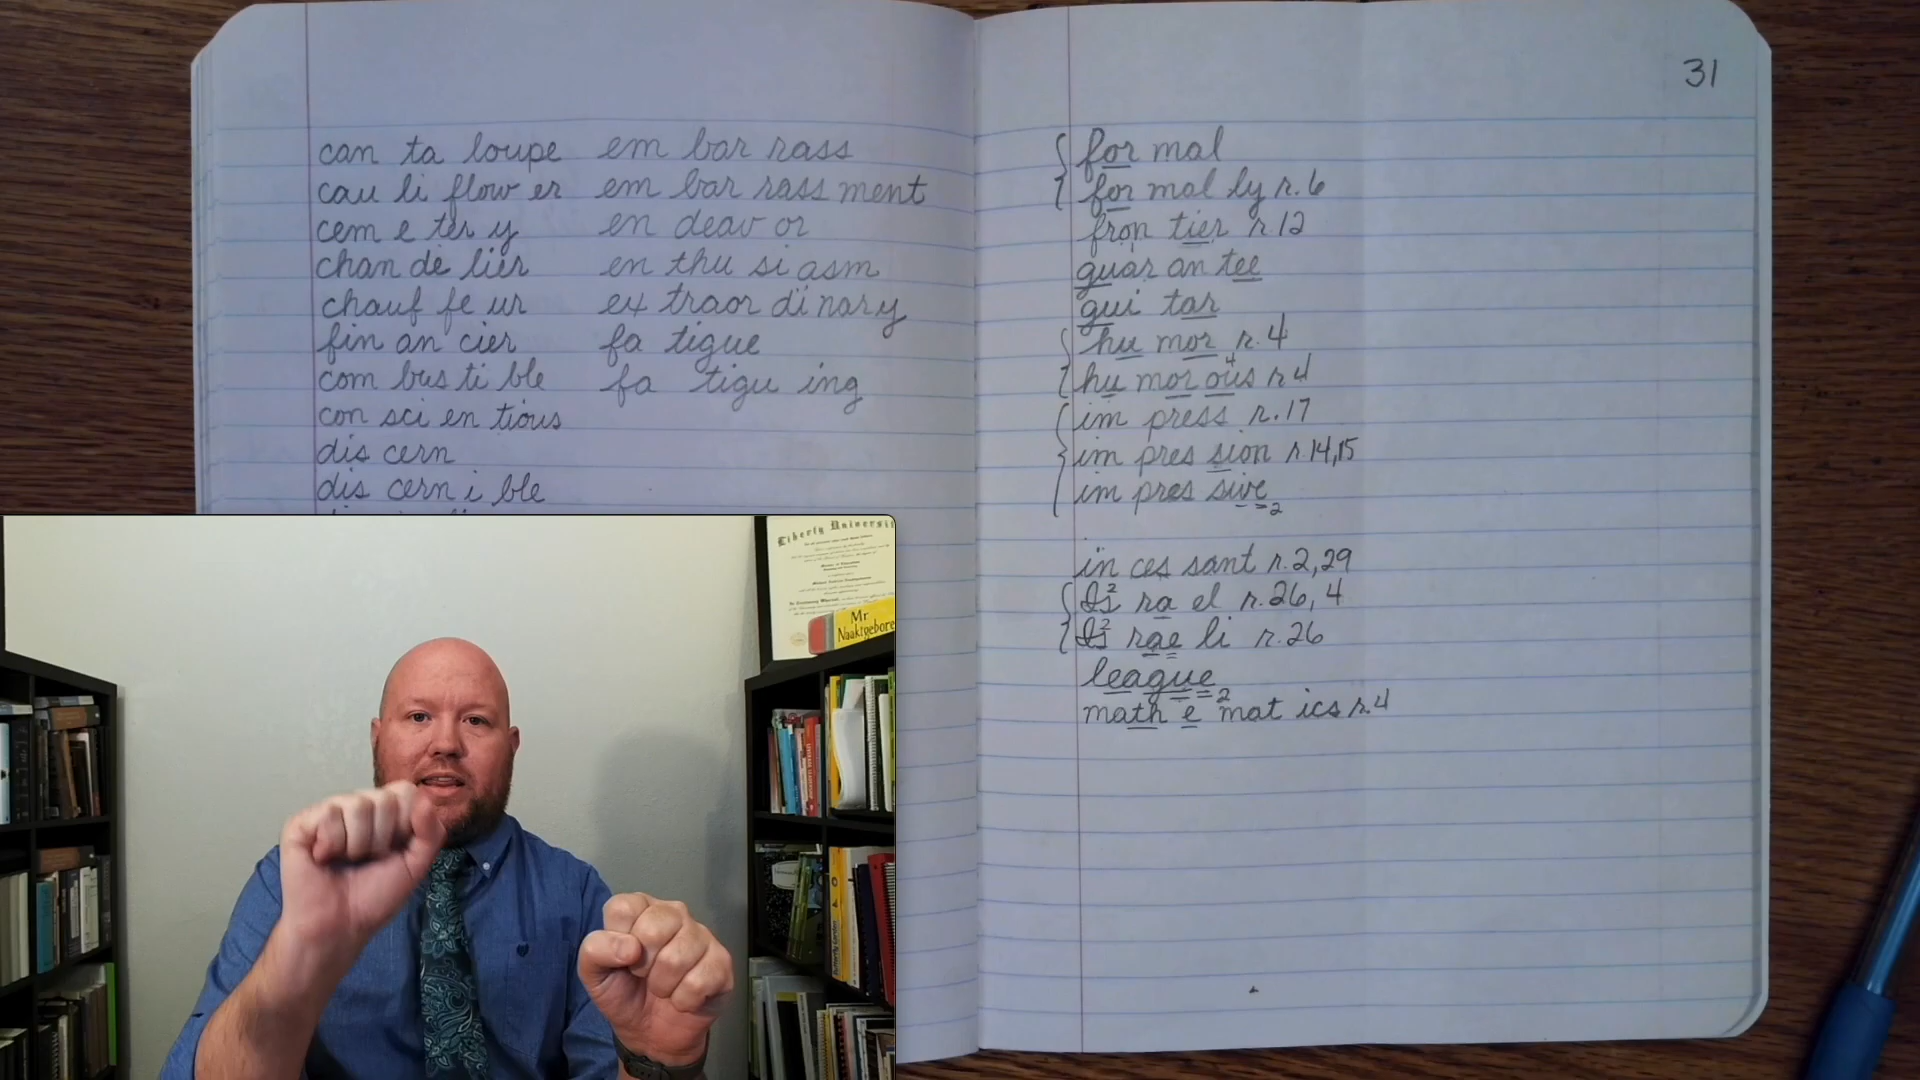 31
can ta loupe em bar rass
cau li flow er em bar rass ment
cem e ter y en deav or
chan de lier en thu si asm
chauf fe ur ex traor di nary
fin an cier fa tigue
com bus ti ble fa tigu ing
con sci en tious
dis cern
dis cern i ble
for mal
for mal ly r.6
fron tier r.12
guar an tee
gui tar
hu mor r.4
hu mor ous r.4
im press r.17
im pres sion r.14,15
im pres sive
in ces sant r.2,29
Is ra el r.26,4
Is rae li r.26
league
math e mat ics r.4
Liberty Universit
Mr
Naaktgebore